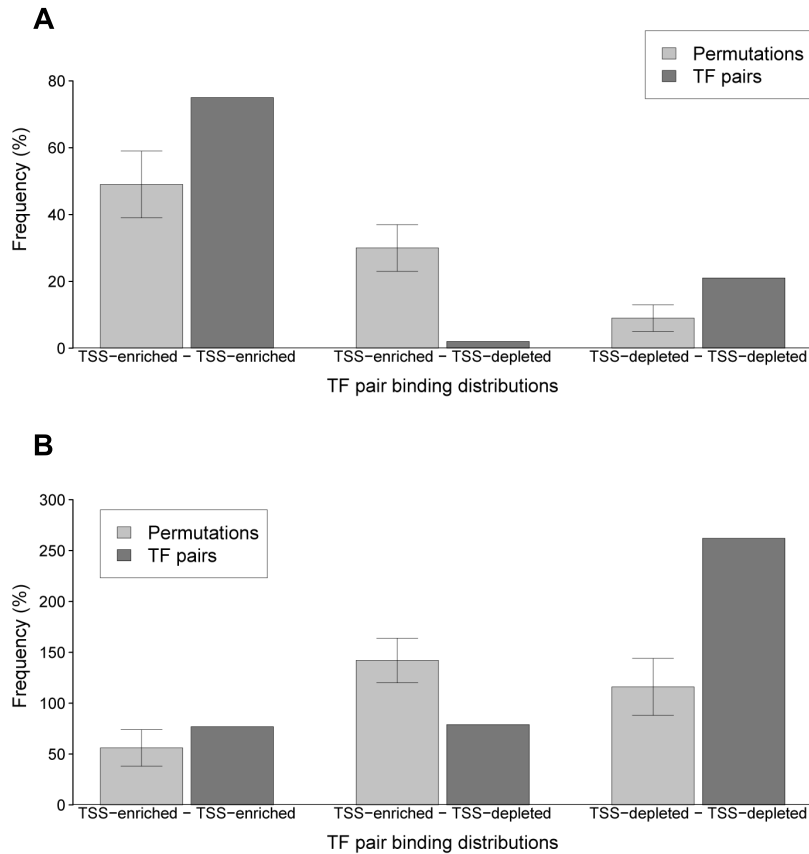 A
Permutations
TF pairs
Frequency (%)
80
60
40
20
0
TSS−enriched − TSS−enriched
TSS−enriched − TSS−depleted
TSS−depleted − TSS−depleted
TF pair binding distributions
B
Permutations
TF pairs
Frequency (%)
300
250
200
150
100
50
0
TSS−enriched − TSS−enriched
TSS−enriched − TSS−depleted
TSS−depleted − TSS−depleted
TF pair binding distributions